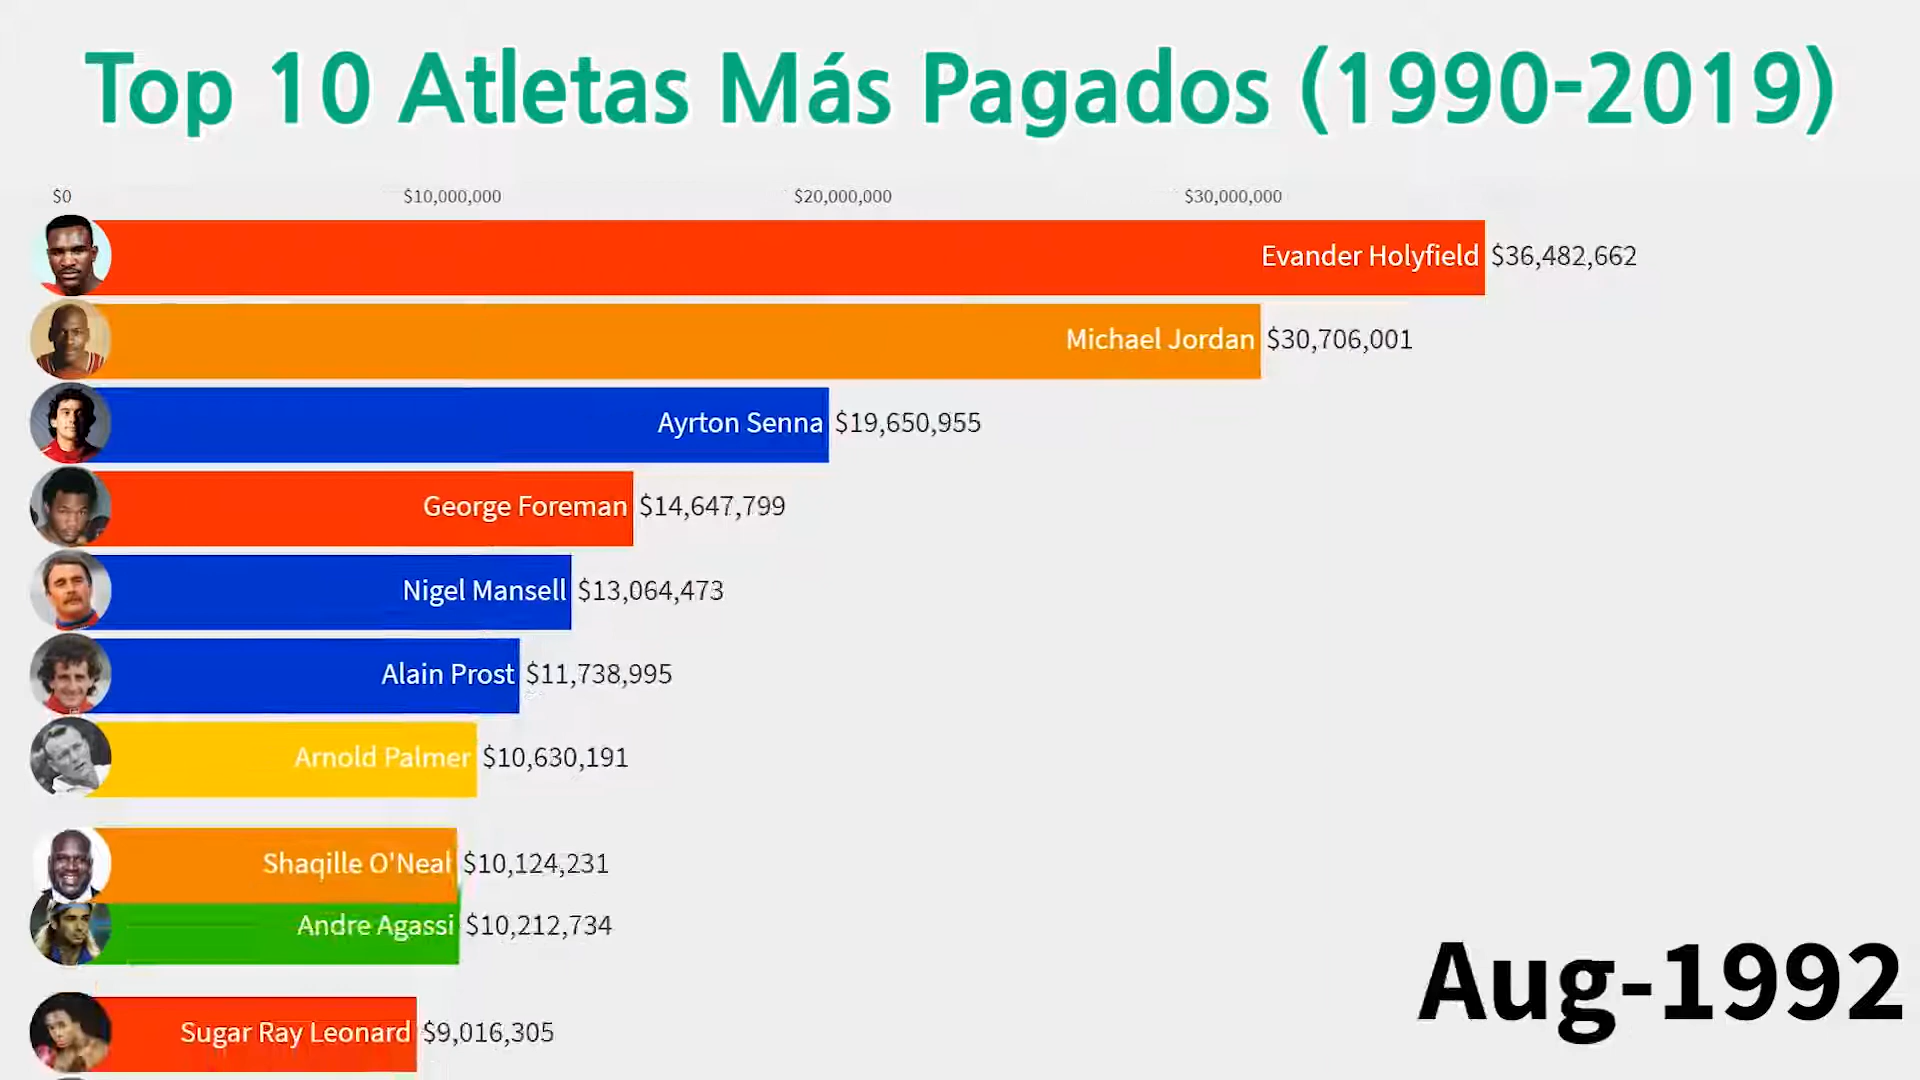 Top 10 Atletas Más Pagados (1990-2019)
$0 $10,000,000 $20,000,000 $30,000,000
Evander Holyfield $36,482,662
Michael Jordan $30,706,001
Ayrton Senna $19,650,955
George Foreman $14,647,799
Nigel Mansell $13,064,473
Alain Prost $11,738,995
Arnold Palmer $10,630,191
Shaqille O'Neal $10,124,231
Andre Agassi $10,212,734
Aug-1992
Sugar Ray Leonard $9,016,305